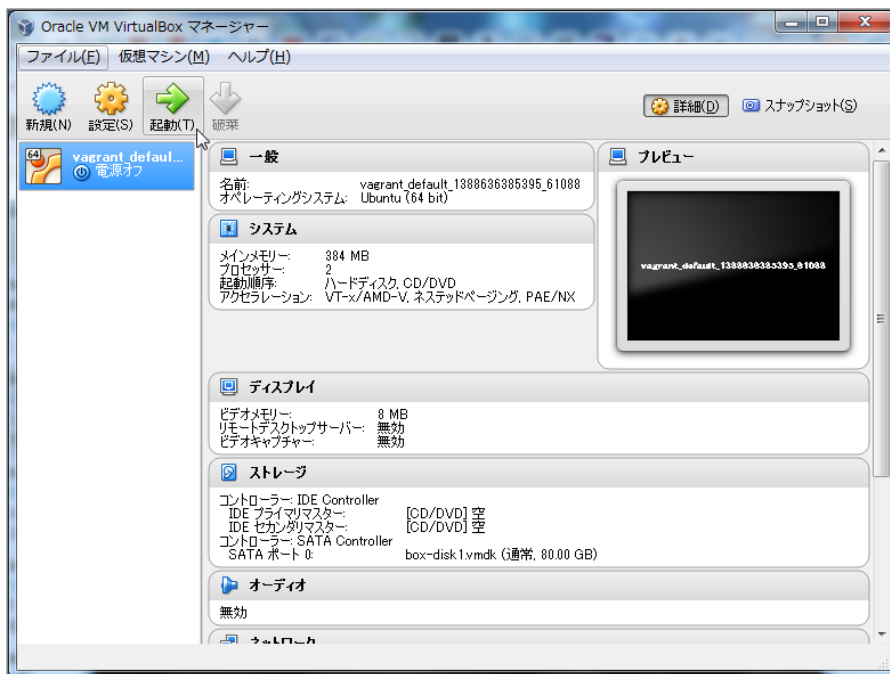 Oracle VM VirtualBox マネージャー
ファイル(F) 仮想マシン(M) ヘルプ(H)
新規(N) 設定(S) 起動(T) 破棄
詳細(D) スナップショット(S)
64 vagrant_defaul...
電源オフ
一般
名前: vagrant_default_1388636385395_61088
オペレーティングシステム: Ubuntu (64 bit)
システム
メインメモリー: 384 MB
プロセッサー: 2
起動順序: ハードディスク, CD/DVD
アクセラレーション: VT-x/AMD-V, ネステッドページング, PAE/NX
プレビュー
vagrant_default_1388636385395_61088
ディスプレイ
ビデオメモリー: 8 MB
リモートデスクトップサーバー: 無効
ビデオキャプチャー: 無効
ストレージ
コントローラー: IDE Controller
IDE プライマリマスター: [CD/DVD] 空
IDE セカンダリマスター: [CD/DVD] 空
コントローラー: SATA Controller
SATA ポート 0: box-disk1.vmdk (通常, 80.00 GB)
オーディオ
無効
ネットワーク